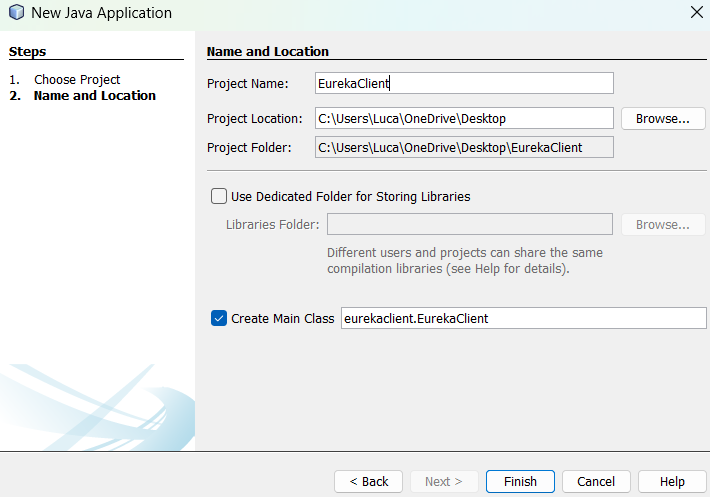 New Java Application
Steps
1. Choose Project
2. Name and Location
Name and Location
Project Name: EurekaClient
Project Location: C:\Users\Luca\OneDrive\Desktop Browse...
Project Folder: C:\Users\Luca\OneDrive\Desktop\EurekaClient
Use Dedicated Folder for Storing Libraries
Libraries Folder: Browse...
Different users and projects can share the same
compilation libraries (see Help for details).
Create Main Class eurekaclient.EurekaClient
< Back Next > Finish Cancel Help